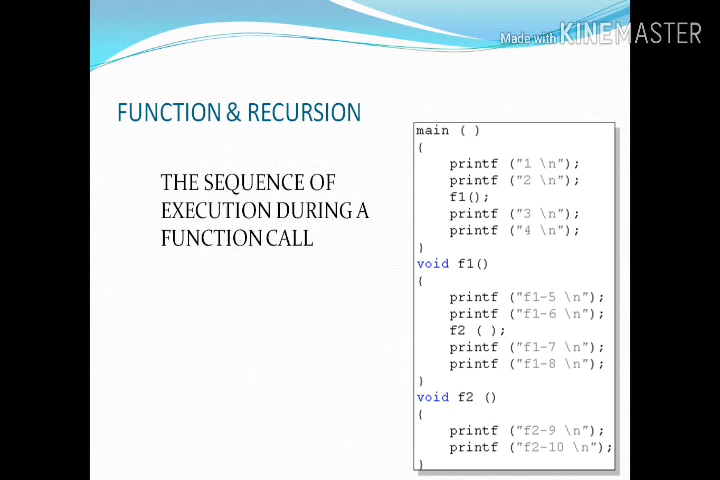 Made with KINEMASTER
FUNCTION & RECURSION
THE SEQUENCE OF
EXECUTION DURING A
FUNCTION CALL
main ( )
{
printf ("1 \n");
printf ("2 \n");
f1();
printf ("3 \n");
printf ("4 \n");
}
void f1()
{
printf ("f1-5 \n");
printf ("f1-6 \n");
f2 ( );
printf ("f1-7 \n");
printf ("f1-8 \n");
}
void f2 ()
{
printf ("f2-9 \n");
printf ("f2-10 \n");
}